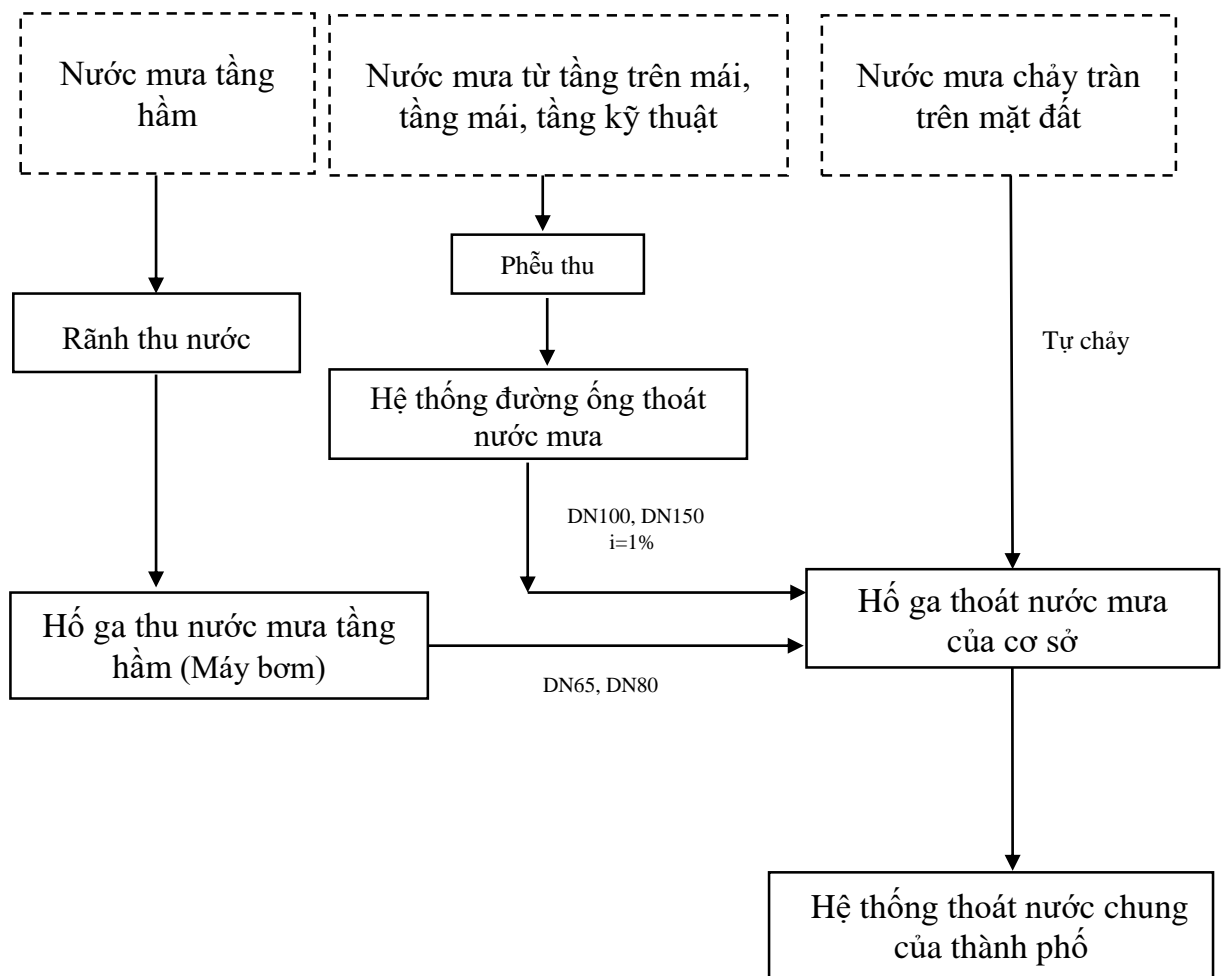 Nước mưa tầng
hầm
Nước mưa từ tầng trên mái,
tầng mái, tầng kỹ thuật
Nước mưa chảy tràn
trên mặt đất
Phễu thu
Rãnh thu nước
Tự chảy
Hệ thống đường ống thoát
nước mưa
DN100, DN150
i=1%
Hố ga thu nước mưa tầng
hầm (Máy bơm)
DN65, DN80
Hố ga thoát nước mưa
của cơ sở
Hệ thống thoát nước chung
của thành phố